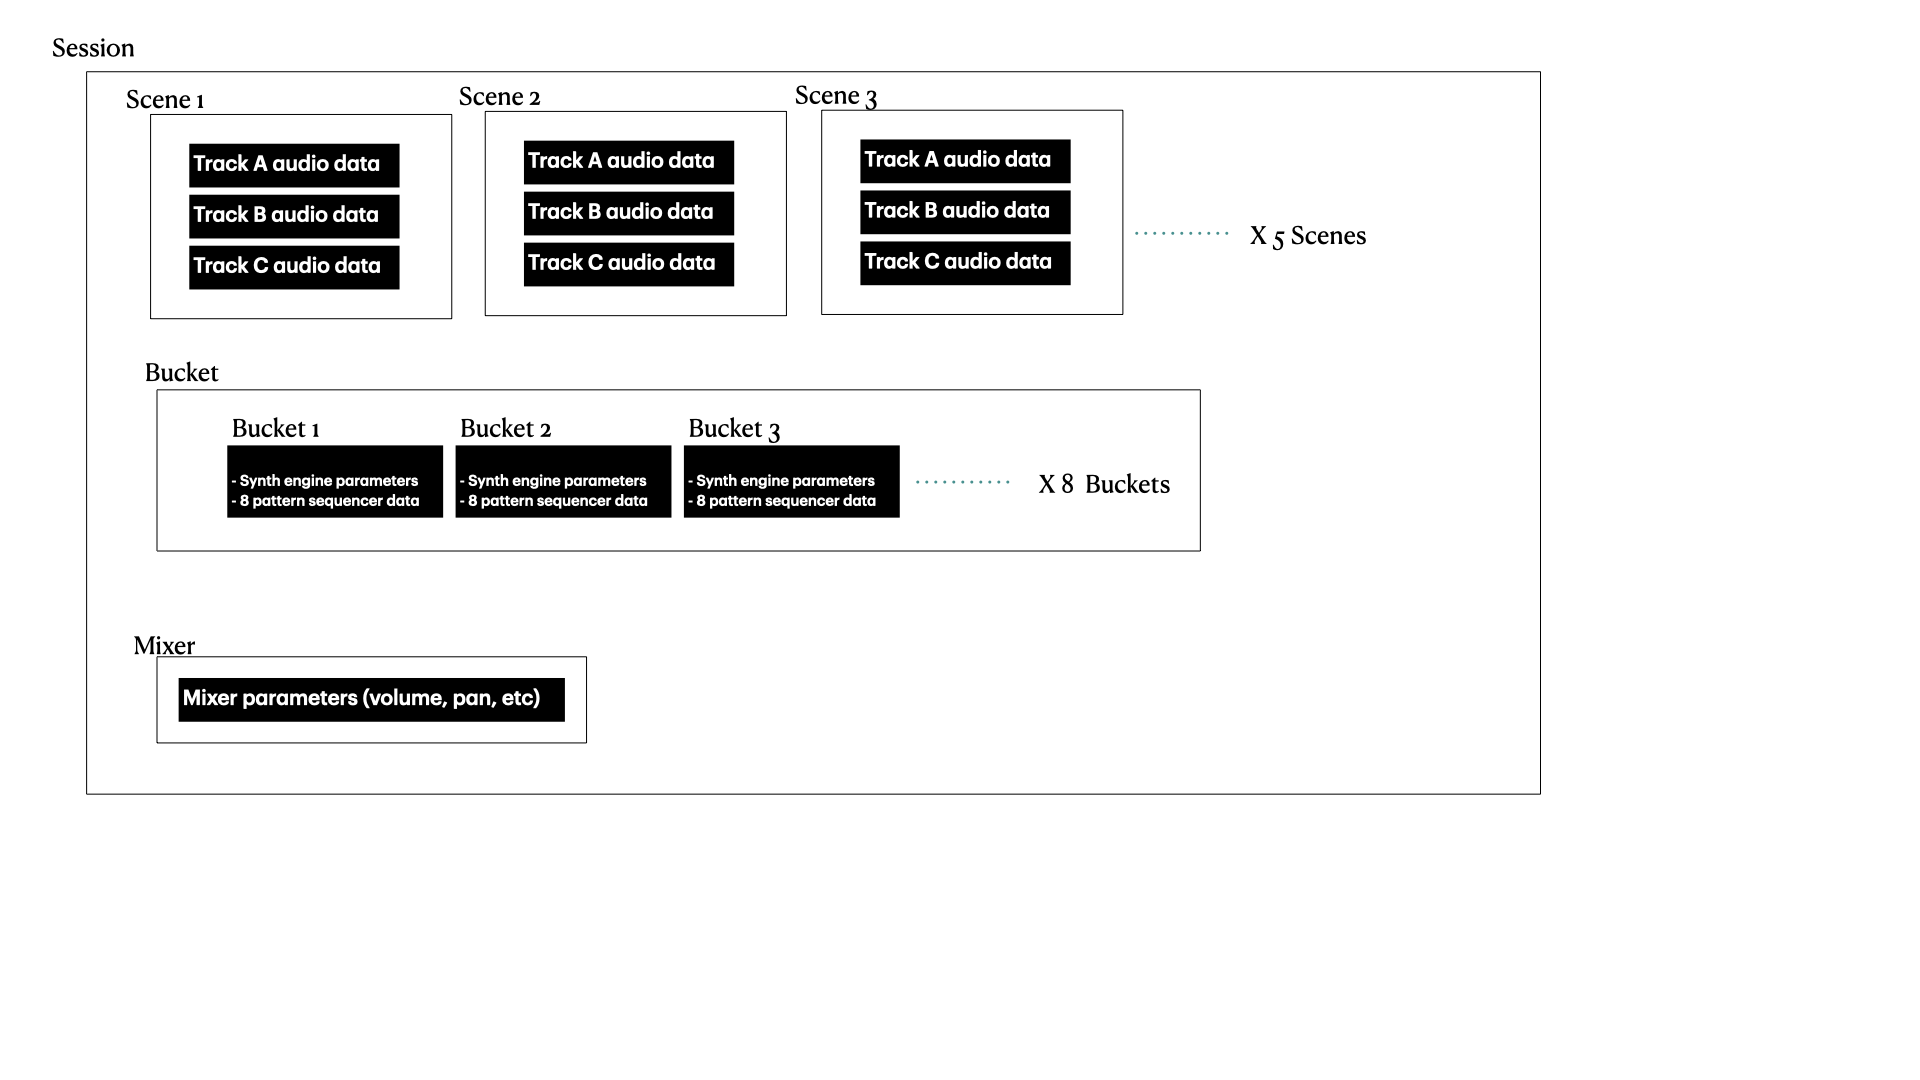 Session
Scene 1
Scene 2
Scene 3
Track A audio data
Track B audio data
Track C audio data
Track A audio data
Track B audio data
Track C audio data
Track A audio data
Track B audio data
Track C audio data
X 5 Scenes
Bucket
Bucket 1
- Synth engine parameters
- 8 pattern sequencer data
Bucket 2
- Synth engine parameters
- 8 pattern sequencer data
Bucket 3
- Synth engine parameters
- 8 pattern sequencer data
X 8 Buckets
Mixer
Mixer parameters (volume, pan, etc)